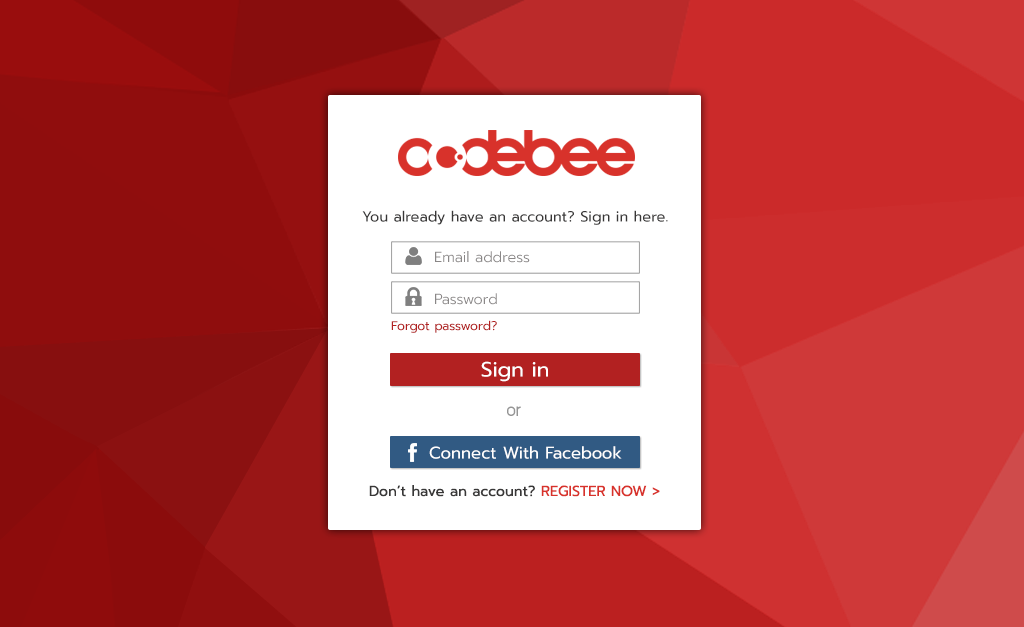 codebee
You already have an account? Sign in here.
Email address
Password
Forgot password?
Sign in
or
f Connect With Facebook
Don't have an account? REGISTER NOW >